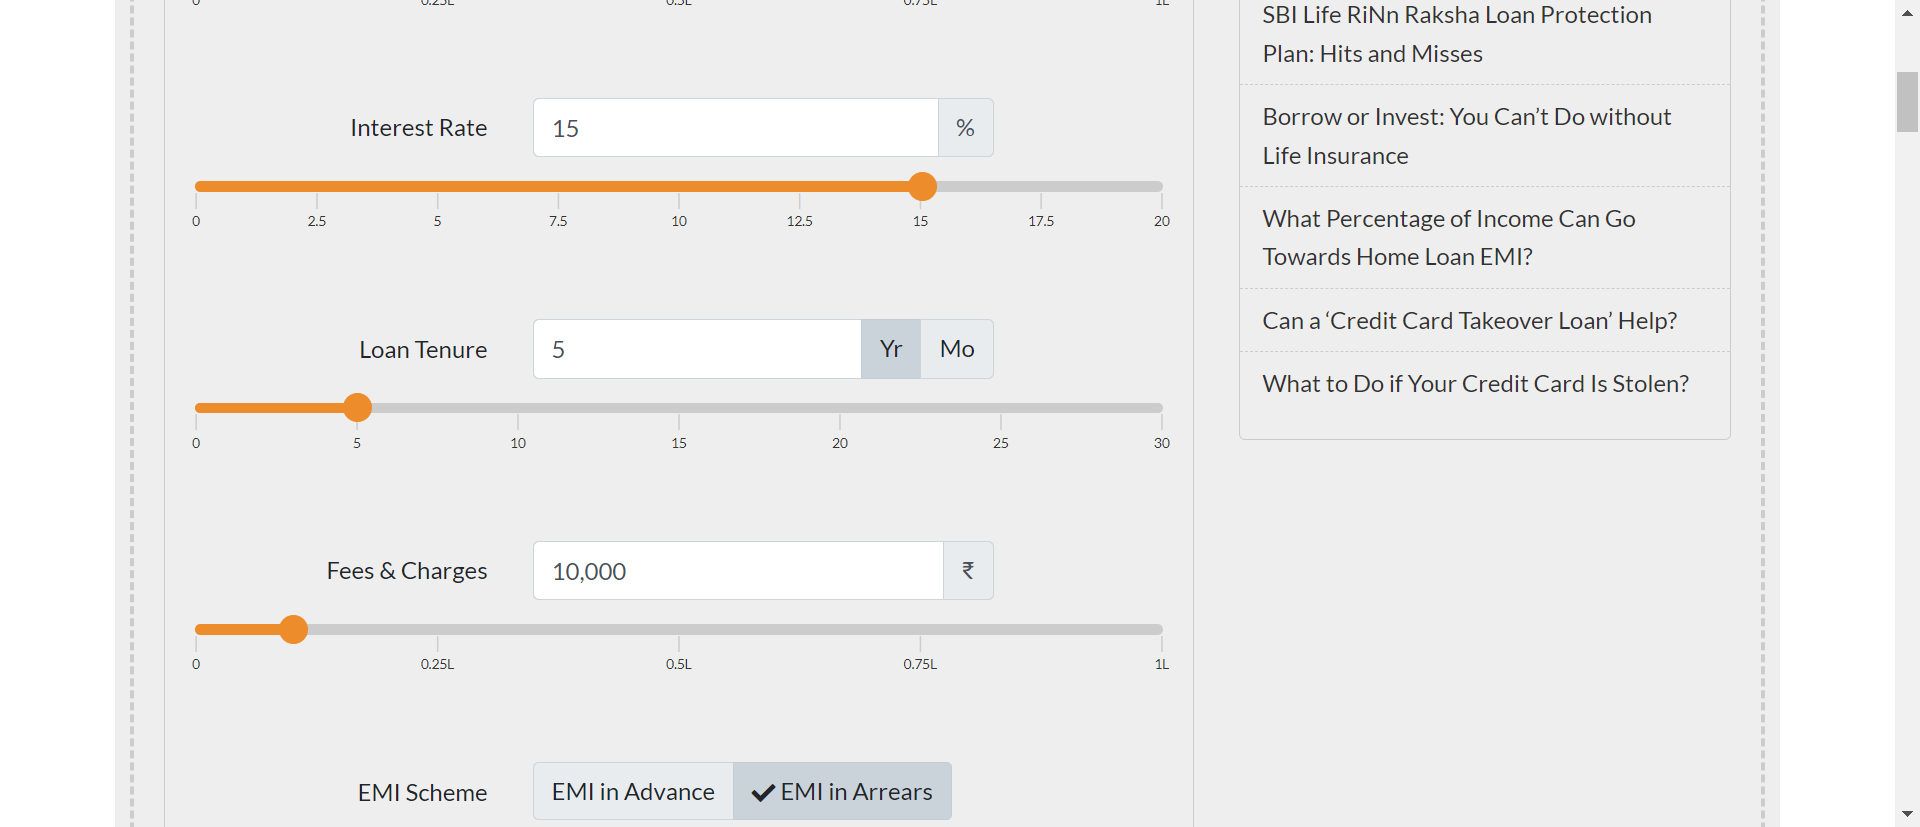 0 0.25L 0.5L 0.75L 1L
Interest Rate 15 %
0 2.5 5 7.5 10 12.5 15 17.5 20
Loan Tenure 5 Yr Mo
0 5 10 15 20 25 30
Fees & Charges 10,000 ₹
0 0.25L 0.5L 0.75L 1L
EMI Scheme EMI in Advance EMI in Arrears
SBI Life RiNn Raksha Loan Protection
Plan: Hits and Misses
Borrow or Invest: You Can’t Do without
Life Insurance
What Percentage of Income Can Go
Towards Home Loan EMI?
Can a ‘Credit Card Takeover Loan’ Help?
What to Do if Your Credit Card Is Stolen?